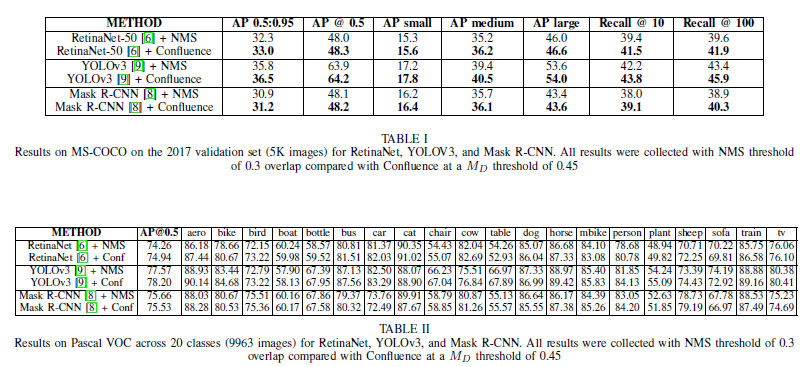 METHOD AP 0.5:0.95 AP @ 0.5 AP small AP medium AP large Recall @ 10 Recall @ 100
RetinaNet-50 [6] + NMS 32.3 48.0 15.3 35.2 46.0 39.4 39.6
RetinaNet-50 [6] + Confluence 33.0 48.3 15.6 36.2 46.6 41.5 41.9
YOLOv3 [9] + NMS 35.8 63.9 17.2 39.4 53.6 42.2 43.4
YOLOv3 [9] + Confluence 36.5 64.2 17.8 40.5 54.0 43.8 45.9
Mask R-CNN [8] + NMS 30.9 48.1 16.2 35.7 43.4 38.0 38.9
Mask R-CNN [8] + Confluence 31.2 48.2 16.4 36.1 43.6 39.1 40.3
TABLE I
Results on MS-COCO on the 2017 validation set (5K images) for RetinaNet, YOLOV3, and Mask R-CNN. All results were collected with NMS threshold
of 0.3 overlap compared with Confluence at a M_D threshold of 0.45
METHOD AP@0.5 aero bike bird boat bottle bus car cat chair cow table dog horse mbike person plant sheep sofa train tv
RetinaNet [6] + NMS 74.26 86.18 78.66 72.15 60.24 58.57 80.81 81.37 90.35 54.43 82.04 54.26 85.07 86.68 84.10 78.68 48.94 70.71 70.22 85.75 76.06
RetinaNet [6] + Conf 74.94 87.44 80.67 73.22 59.98 59.52 81.51 82.03 91.02 55.07 82.69 52.93 86.04 87.33 83.08 80.78 49.82 72.25 69.81 86.58 76.10
YOLOv3 [9] + NMS 77.57 88.93 83.44 72.79 57.90 67.39 87.13 82.50 88.07 66.23 75.51 66.97 87.33 88.97 85.40 81.85 54.24 73.39 74.19 88.88 80.38
YOLOv3 [9] + Conf 78.20 90.14 84.68 73.22 58.13 67.95 87.56 83.29 88.90 67.04 76.84 67.89 86.99 89.42 85.83 84.13 55.09 74.43 72.92 89.16 80.41
Mask R-CNN [8] + NMS 75.66 88.03 80.67 75.51 60.16 67.86 79.37 73.76 89.91 58.79 80.87 55.13 86.64 86.17 84.39 83.05 52.63 78.73 67.78 88.53 75.23
Mask R-CNN [8] + Conf 75.53 88.28 80.53 75.36 60.17 67.58 80.32 72.49 87.67 58.85 81.26 55.57 85.55 87.38 85.26 84.20 51.85 79.19 66.97 87.49 74.69
TABLE II
Results on Pascal VOC across 20 classes (9963 images) for RetinaNet, YOLOv3, and Mask R-CNN. All results were collected with NMS threshold of 0.3
overlap compared with Confluence at a M_D threshold of 0.45